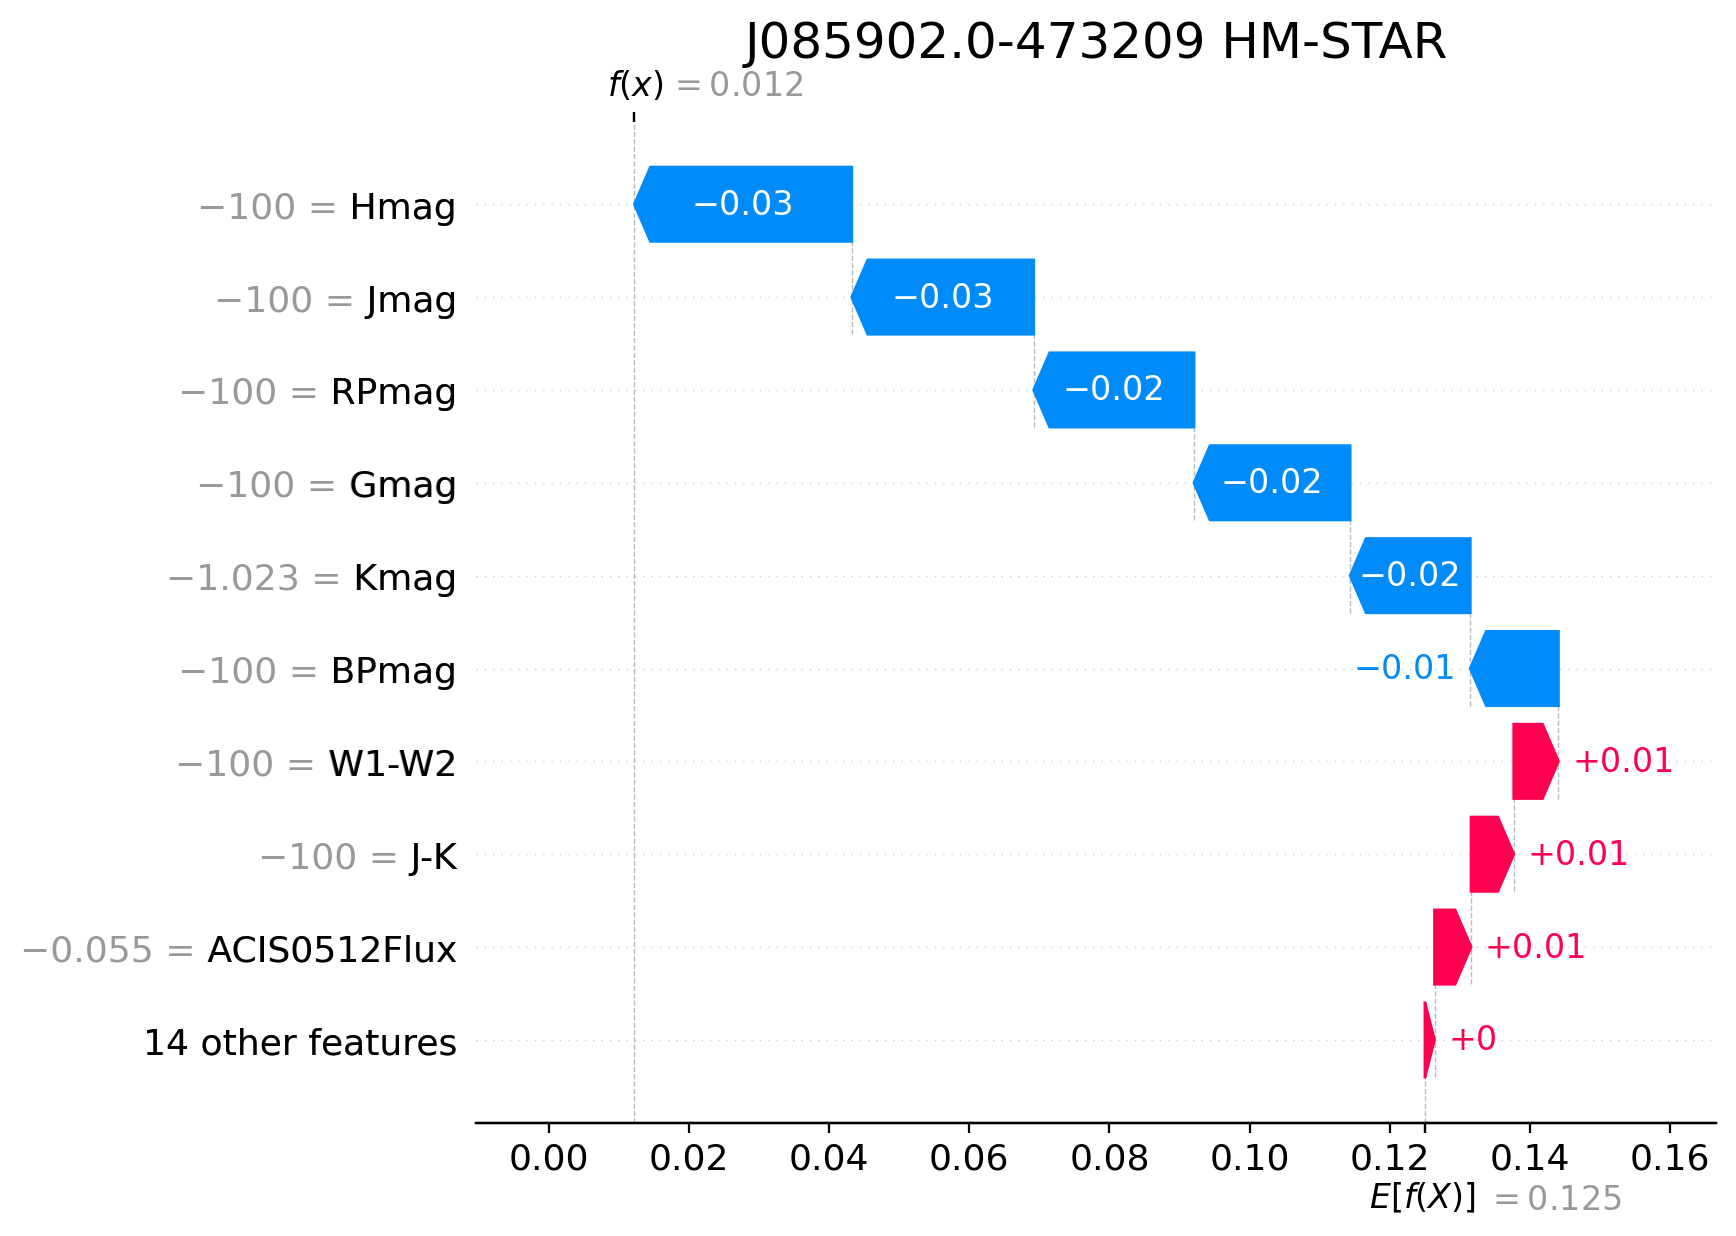 J085902.0-473209 HM-STAR
f(x) = 0.012
−100 = Hmag
−0.03
−100 = Jmag
−0.03
−100 = RPmag
−0.02
−100 = Gmag
−0.02
−1.023 = Kmag
−0.02
−100 = BPmag
−0.01
−100 = W1-W2
+0.01
−100 = J-K
+0.01
−0.055 = ACIS0512Flux
+0.01
14 other features
+0
0.00 0.02 0.04 0.06 0.08 0.10 0.12 0.14 0.16
E[f(X)] = 0.125